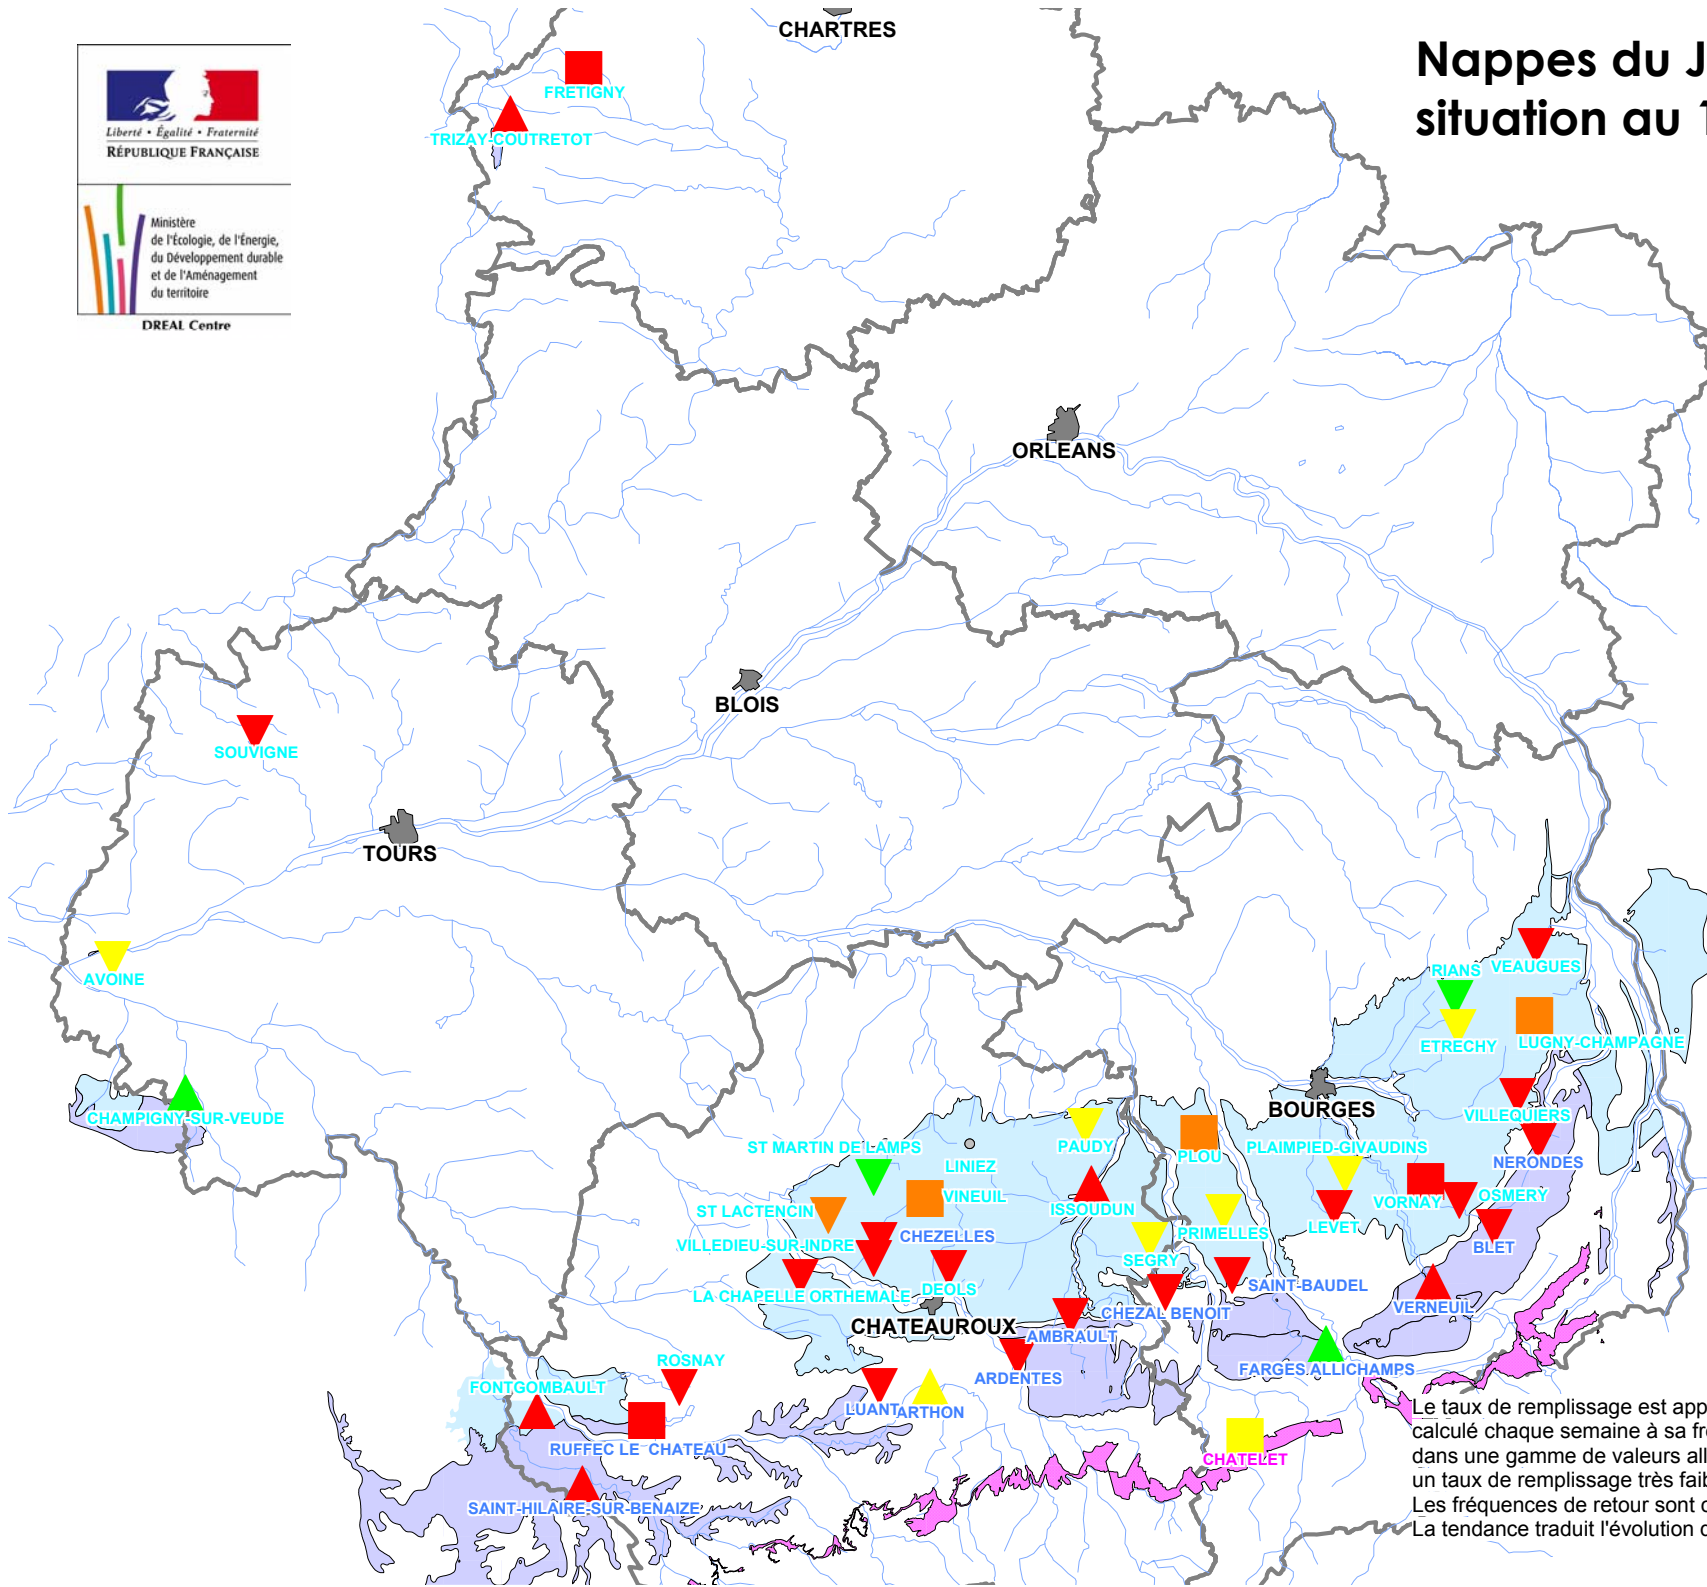 CHARTRES
Nappes du J
situation au 1
FRETIGNY
TRIZAY-COUTRETOT
Liberté • Égalité • Fraternité
RÉPUBLIQUE FRANÇAISE
Ministère
de l'Écologie, de l'Énergie,
du Développement durable
et de l'Aménagement
du territoire
DREAL Centre
ORLEANS
BLOIS
SOUVIGNE
TOURS
AVOINE
RIANS
VEAUGUES
ETRECHY
LUGNY-CHAMPAGNE
BOURGES
CHAMPIGNY-SUR-VEUDE
VILLEQUIERS
ST MARTIN DE LAMPS
PAUDY
PLOU
PLAIMPIED-GIVAUDINS
NERONDES
LINIEZ
VINEUIL
ST LACTENCIN
ISSOUDUN
VORNAY
OSMERY
LEVET
PRIMELLES
CHEZELLES
VILLEDIEU-SUR-INDRE
SEGRY
BLET
DEOLS
LA CHAPELLE ORTHEMALE
SAINT-BAUDEL
CHEZAL BENOIT
VERNEUIL
CHATEAUROUX
AMBRAULT
ROSNAY
ARDENTES
FARGES ALLICHAMPS
FONTGOMBAULT
LUANT
ARTHON
RUFFEC LE CHATEAU
CHATELET
SAINT-HILAIRE-SUR-BENAIZE
Le taux de remplissage est app
calculé chaque semaine à sa fr
dans une gamme de valeurs all
un taux de remplissage très faib
Les fréquences de retour sont c
La tendance traduit l'évolution d